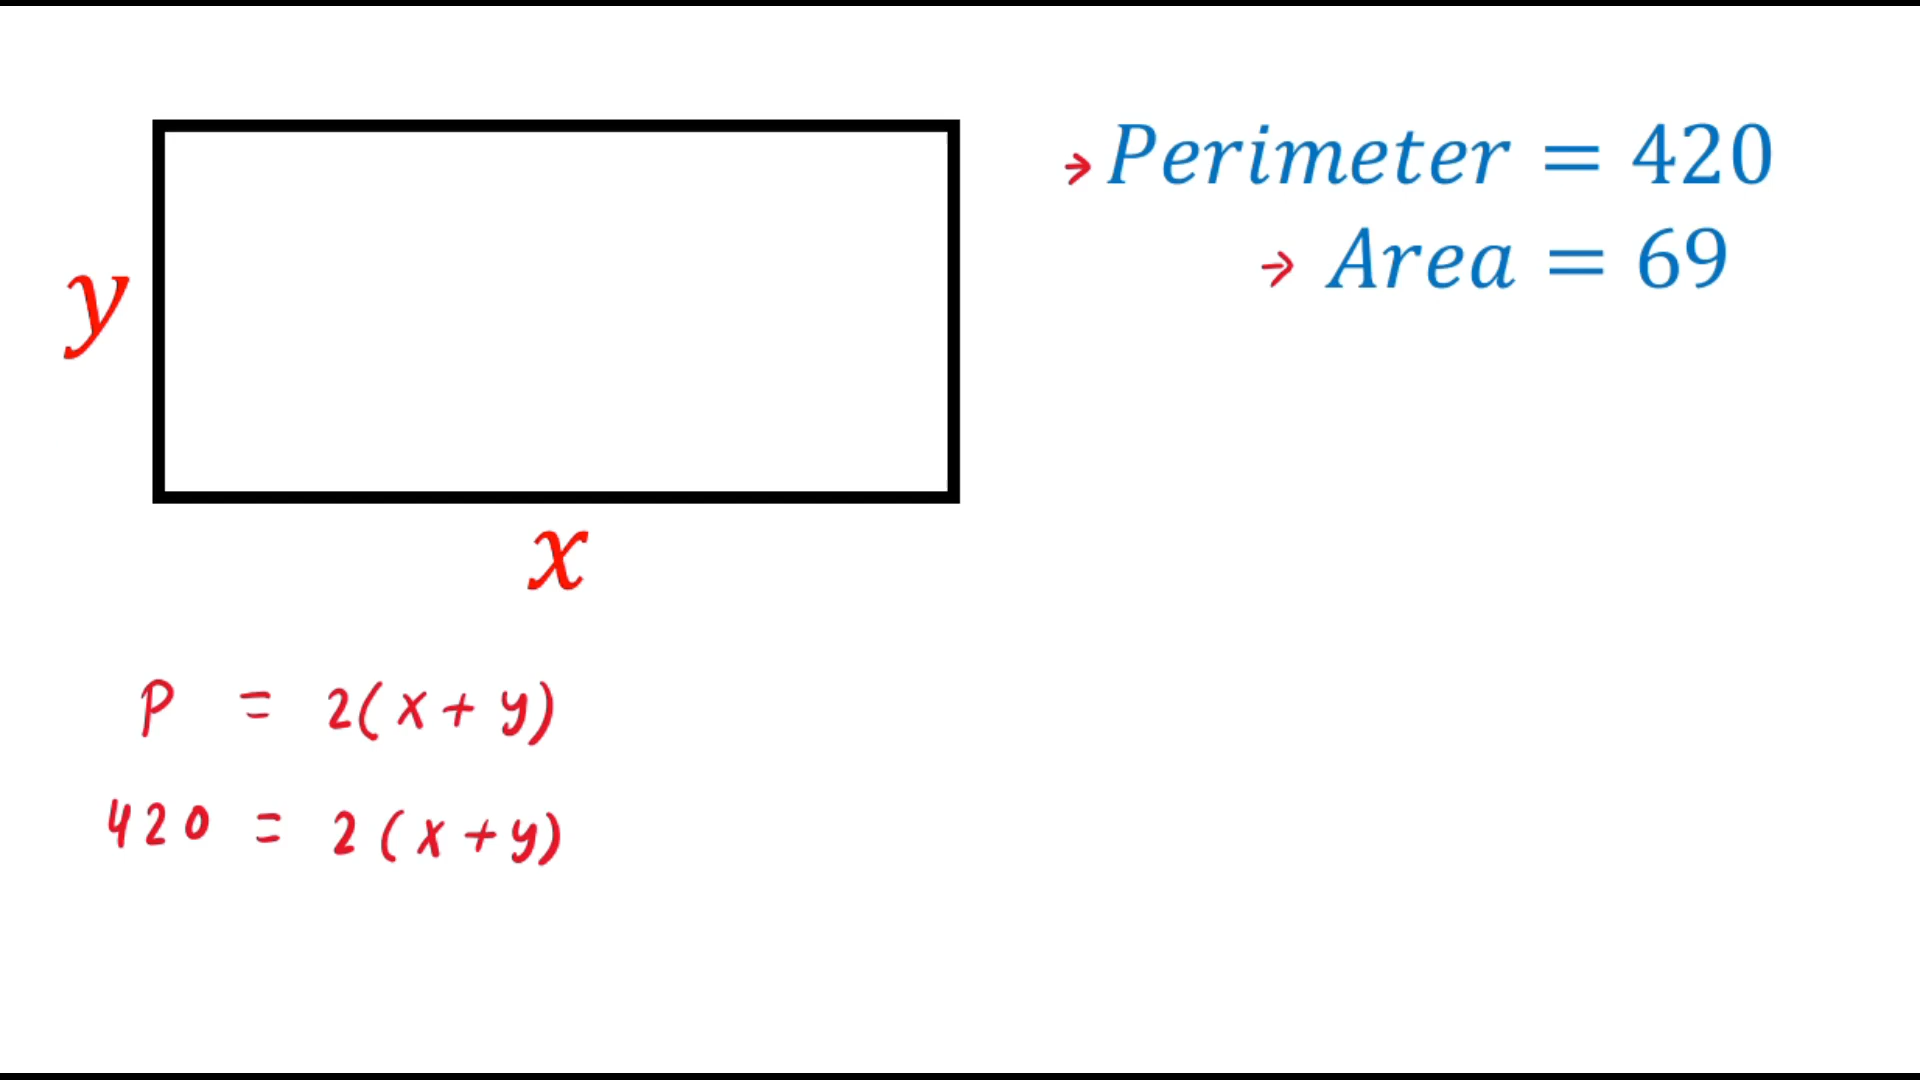 → Perimeter = 420
→ Area = 69
y
x
P = 2(x + y)
420 = 2(x + y)